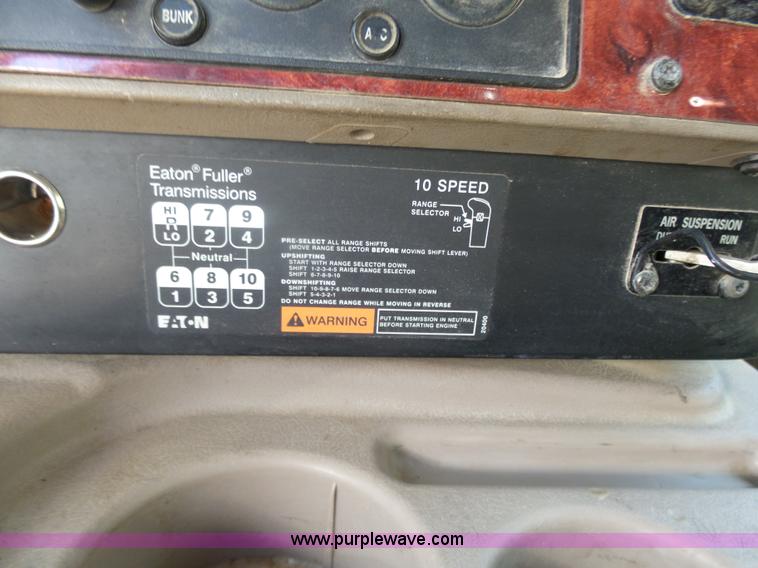 BUNK
A/C
Eaton® Fuller®
Transmissions
10 SPEED
HI
R
LO
7
2
9
4
Neutral
6
1
8
3
10
5
EATON
RANGE
SELECTOR
HI
LO
PRE-SELECT ALL RANGE SHIFTS
(MOVE RANGE SELECTOR BEFORE MOVING SHIFT LEVER)
UPSHIFTING
START WITH RANGE SELECTOR DOWN
SHIFT 1-2-3-4-5 RAISE RANGE SELECTOR
SHIFT 6-7-8-9-10
DOWNSHIFTING
SHIFT 10-9-8-7-6 MOVE RANGE SELECTOR DOWN
SHIFT 5-4-3-2-1
DO NOT CHANGE RANGE WHILE MOVING IN REVERSE
WARNING
PUT TRANSMISSION IN NEUTRAL
BEFORE STARTING ENGINE
20400
AIR SUSPENSION
RUN
www.purplewave.com